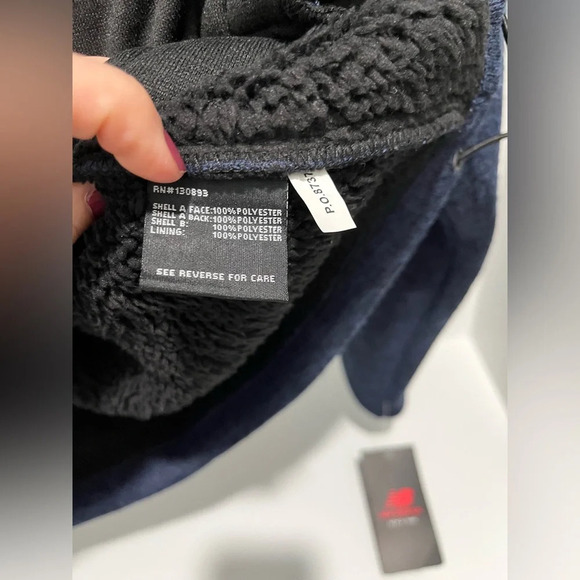 RN#130893
SHELL A FACE: 100%POLYESTER
SHELL A BACK: 100%POLYESTER
SHELL B: 100%POLYESTER
LINING: 100%POLYESTER
SEE REVERSE FOR CARE
P.O.8737